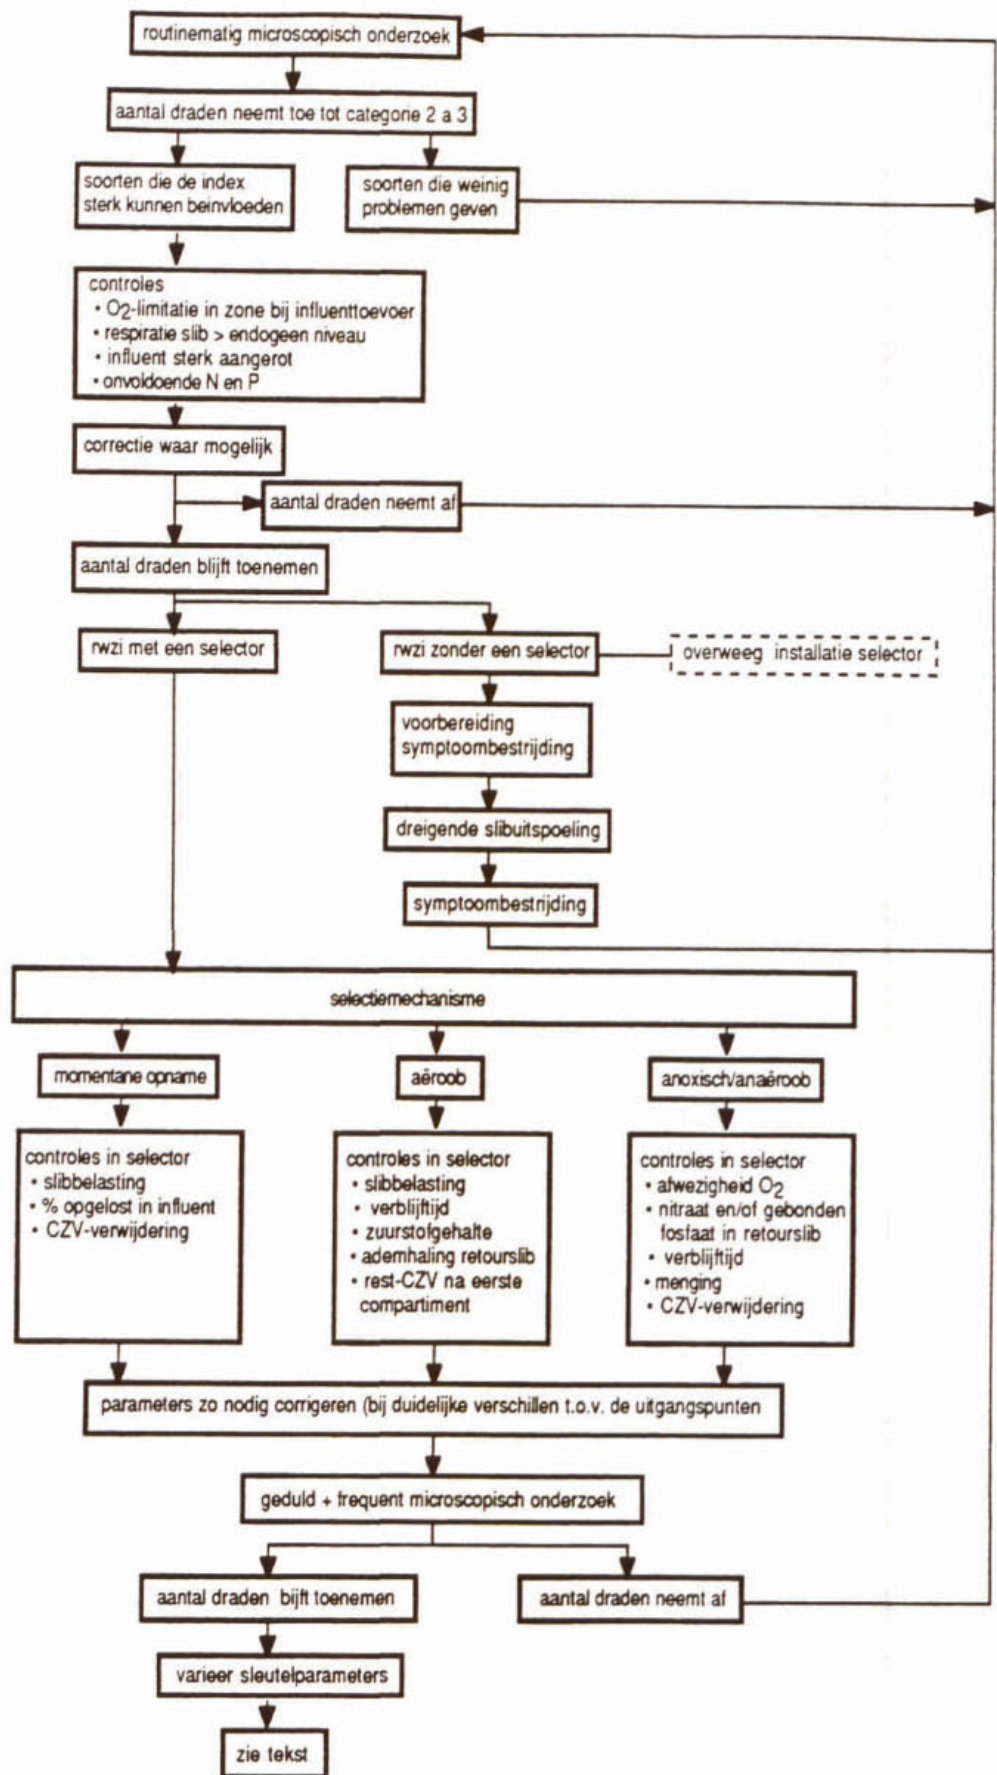 routinematig microscopisch onderzoek
aantal draden neemt toe tot categorie 2 a 3
soorten die de index
sterk kunnen beinvloeden
soorten die weinig
problemen geven
controles
• O2-limitatie in zone bij influenttoevoer
• respiratie slib > endogeen niveau
• influent sterk aangerot
• onvoldoende N en P
correctie waar mogelijk
aantal draden neemt af
aantal draden blijft toenemen
rwzi met een selector
rwzi zonder een selector
overweeg installatie selector
voorbereiding
symptoombestrijding
dreigende slibuitspoeling
symptoombestrijding
selectiemechanisme
momentane opname
aëroob
anoxisch/anaëroob
controles in selector
• slibbelasting
• % opgelost in influent
• CZV-verwijdering
controles in selector
• slibbelasting
• verblijftijd
• zuurstofgehalte
• ademhaling retourslib
• rest-CZV na eerste
compartiment
controles in selector
• afwezigheid O2
• nitraat en/of gebonden
fosfaat in retourslib
• verblijftijd
• menging
• CZV-verwijdering
parameters zo nodig corrigeren (bij duidelijke verschillen t.o.v. de uitgangspunten
geduld + frequent microscopisch onderzoek
aantal draden bijft toenemen
aantal draden neemt af
varieer sleutelparameters
zie tekst